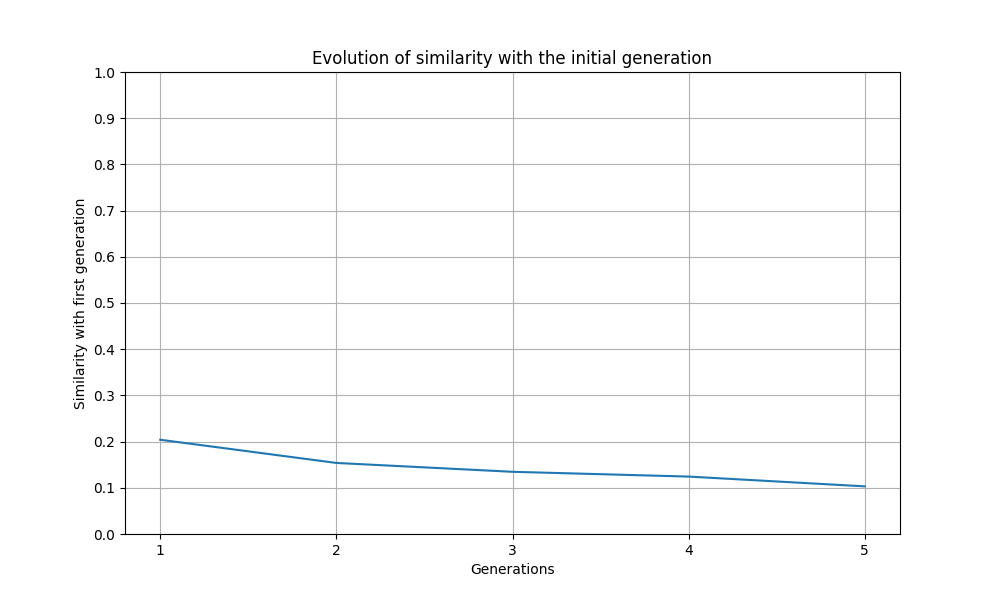 Evolution of similarity with the initial generation
1.0
0.9
0.8
0.7
0.6
0.5
0.4
0.3
0.2
0.1
0.0
Similarity with first generation
1 2 3 4 5
Generations